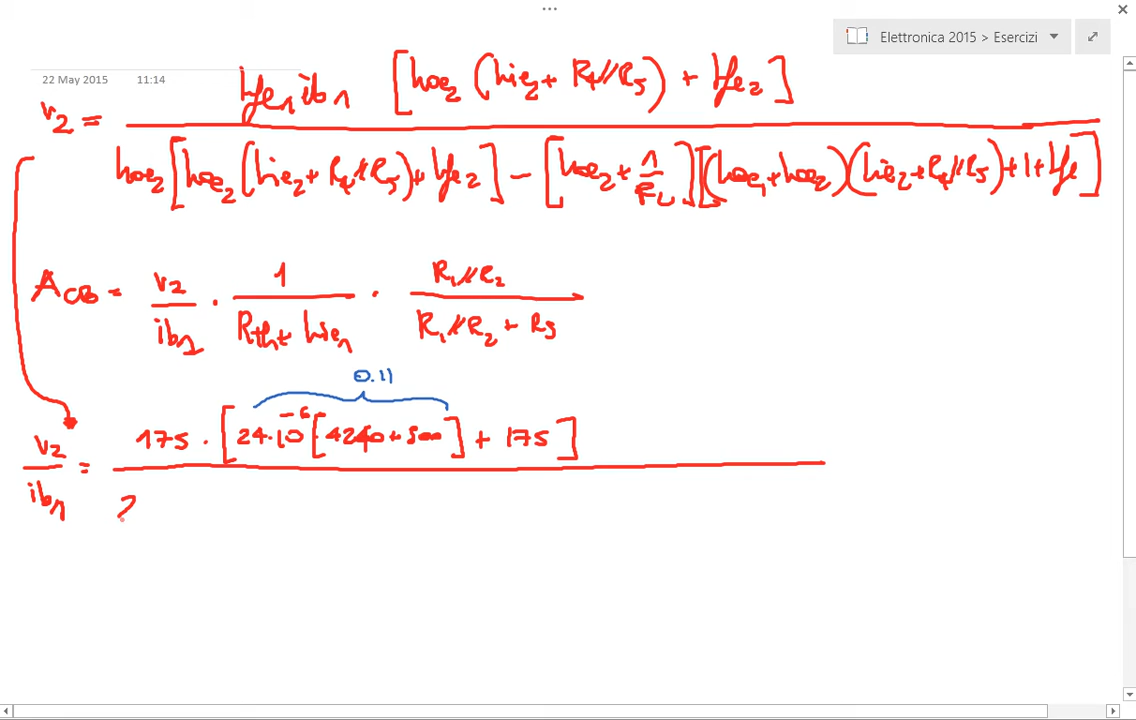 Elettronica 2015 > Esercizi
22 May 2015 11:14
v₂ = hfe₁ ib₁ [hoe₂ (hie₂ + R₄//R₅) + hfe₂] / hoe₂ [hoe₂ (hie₂ + R₄//R₅) + hfe₂] - [hoe₂ + 1/RL] [(hoe₁ + hoe₂)(hie₂ + R₄//R₅) + 1 + hfe]
v₂/ib₁ · 1/(Rth₁ + hie₁) · R₁//R₂ / (R₁//R₂ + Rs)
0.11
v₂/ib₁ = 175 · [24·10⁻⁶ [4240 + 500] + 175] / 2